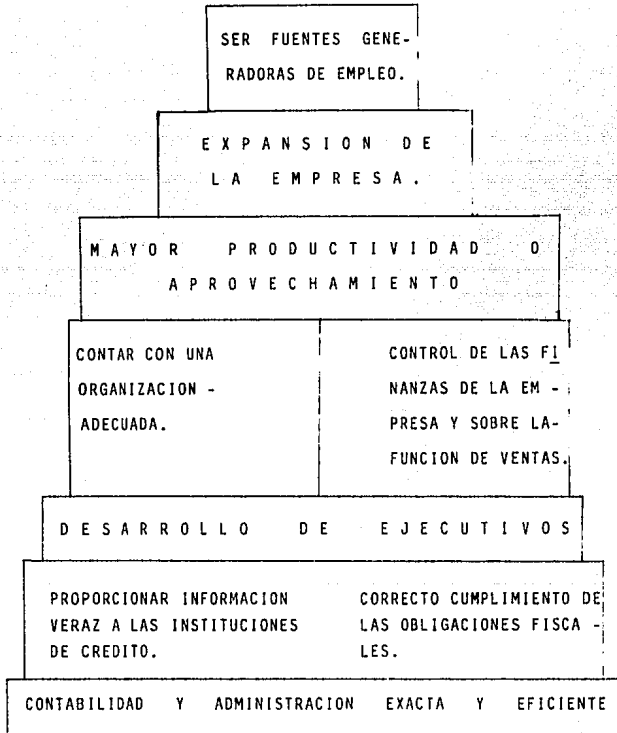 SER FUENTES GENE-
RADORAS DE EMPLEO.
EXPANSION DE
LA EMPRESA.
MAYOR PRODUCTIVIDAD O
APROVECHAMIENTO
CONTAR CON UNA
ORGANIZACION -
ADECUADA.
CONTROL DE LAS FI
NANZAS DE LA EM -
PRESA Y SOBRE LA-
FUNCION DE VENTAS.
DESARROLLO DE EJECUTIVOS
PROPORCIONAR INFORMACION
VERAZ A LAS INSTITUCIONES
DE CREDITO.
CORRECTO CUMPLIMIENTO DE
LAS OBLIGACIONES FISCA -
LES.
CONTABILIDAD Y ADMINISTRACION EXACTA Y EFICIENTE